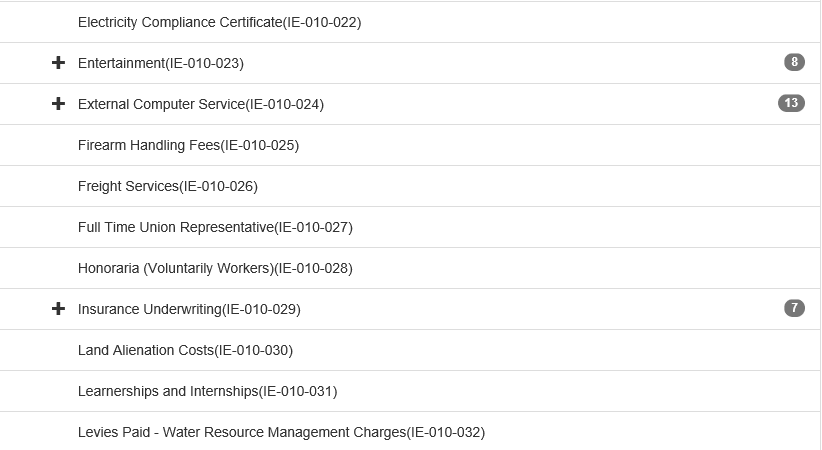 Electricity Compliance Certificate(IE-010-022)
Entertainment(IE-010-023) 8
External Computer Service(IE-010-024) 13
Firearm Handling Fees(IE-010-025)
Freight Services(IE-010-026)
Full Time Union Representative(IE-010-027)
Honoraria (Voluntarily Workers)(IE-010-028)
Insurance Underwriting(IE-010-029) 7
Land Alienation Costs(IE-010-030)
Learnerships and Internships(IE-010-031)
Levies Paid - Water Resource Management Charges(IE-010-032)